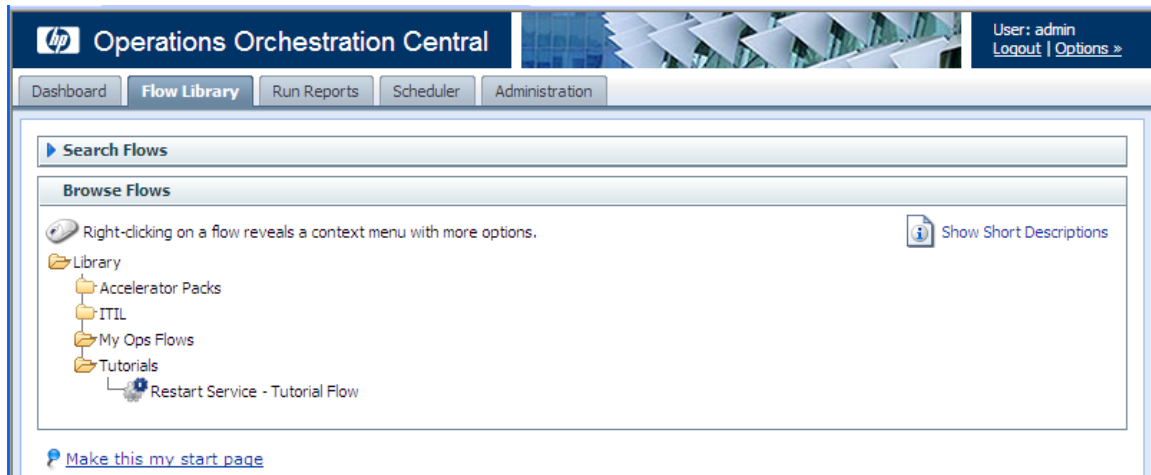 hp Operations Orchestration Central
User: admin
Logout | Options »
Dashboard Flow Library Run Reports Scheduler Administration
Search Flows
Browse Flows
Right-clicking on a flow reveals a context menu with more options.
Show Short Descriptions
Library
Accelerator Packs
ITIL
My Ops Flows
Tutorials
Restart Service - Tutorial Flow
Make this my start page